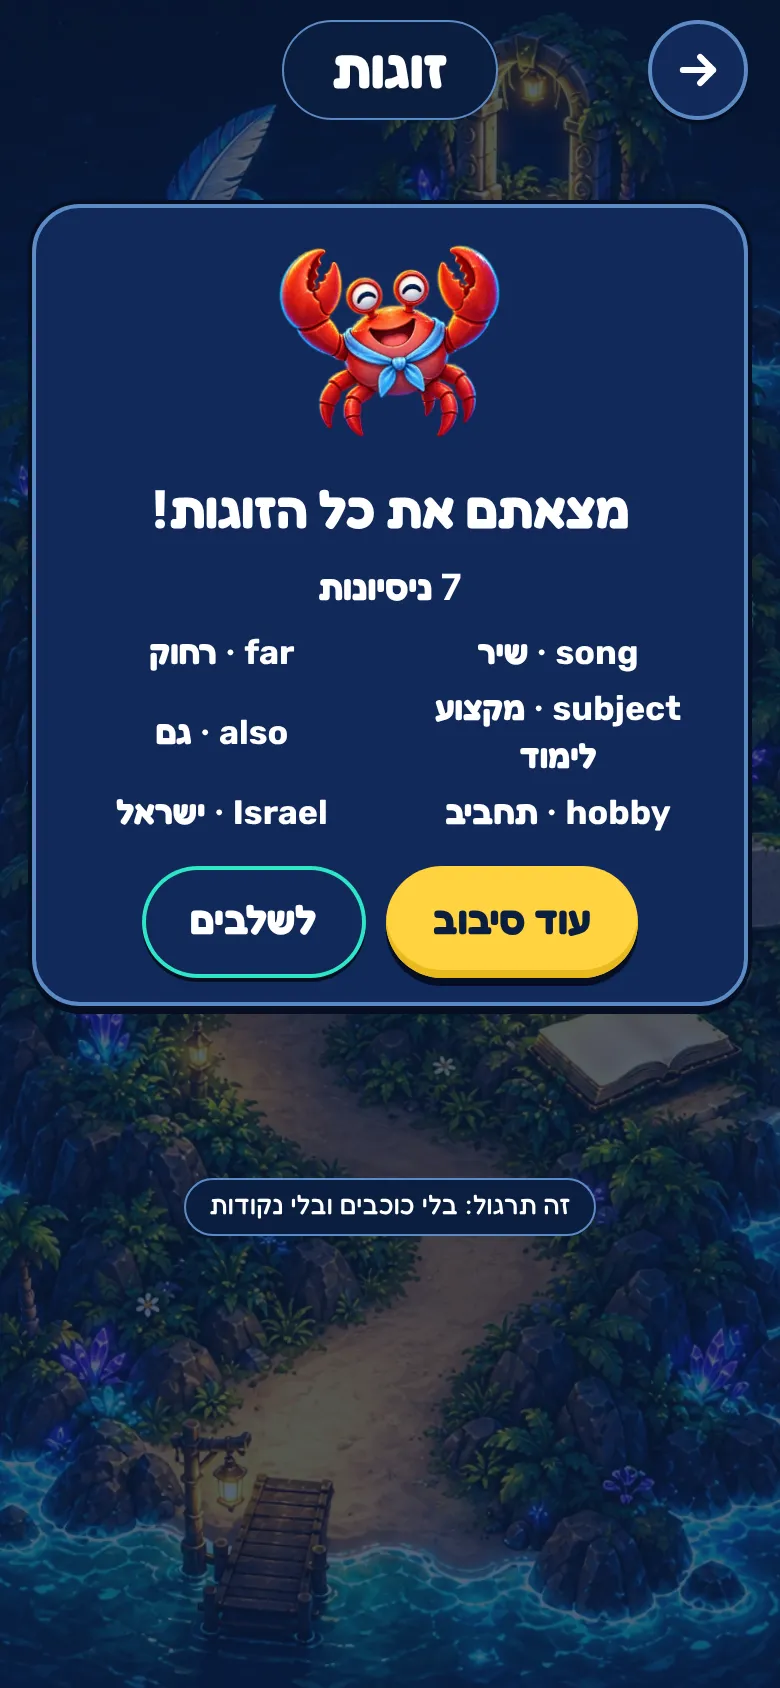 זוגות
מצאתם את כל הזוגות!
7 ניסיונות
song · שיר
far · רחוק
subject · מקצוע
לימוד
also · גם
hobby · תחביב
Israel · ישראל
עוד סיבוב
לשלבים
זה תרגול: בלי כוכבים ובלי נקודות